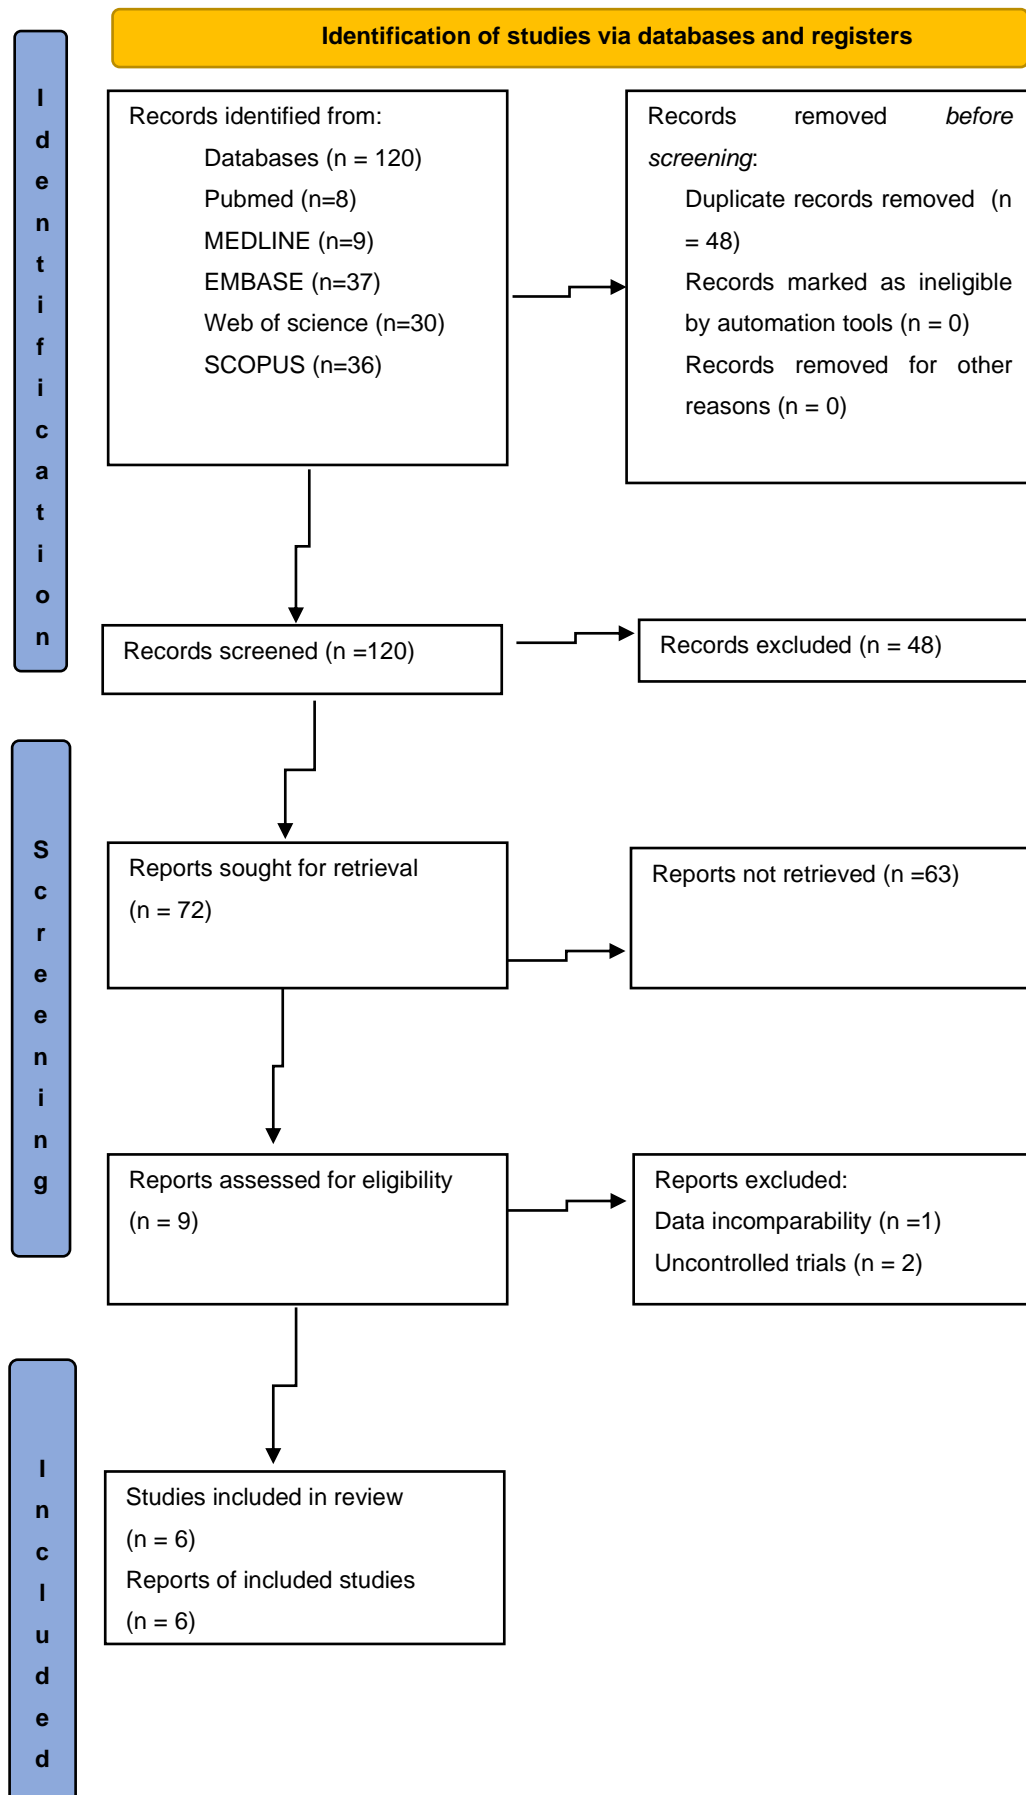 Identification of studies via databases and registers
Identification
Records identified from:
Databases (n = 120)
Pubmed (n=8)
MEDLINE (n=9)
EMBASE (n=37)
Web of science (n=30)
SCOPUS (n=36)
Records removed before
screening:
Duplicate records removed (n
= 48)
Records marked as ineligible
by automation tools (n = 0)
Records removed for other
reasons (n = 0)
Records screened (n =120)
Records excluded (n = 48)
Screening
Reports sought for retrieval
(n = 72)
Reports not retrieved (n =63)
Reports assessed for eligibility
(n = 9)
Reports excluded:
Data incomparability (n =1)
Uncontrolled trials (n = 2)
Included
Studies included in review
(n = 6)
Reports of included studies
(n = 6)